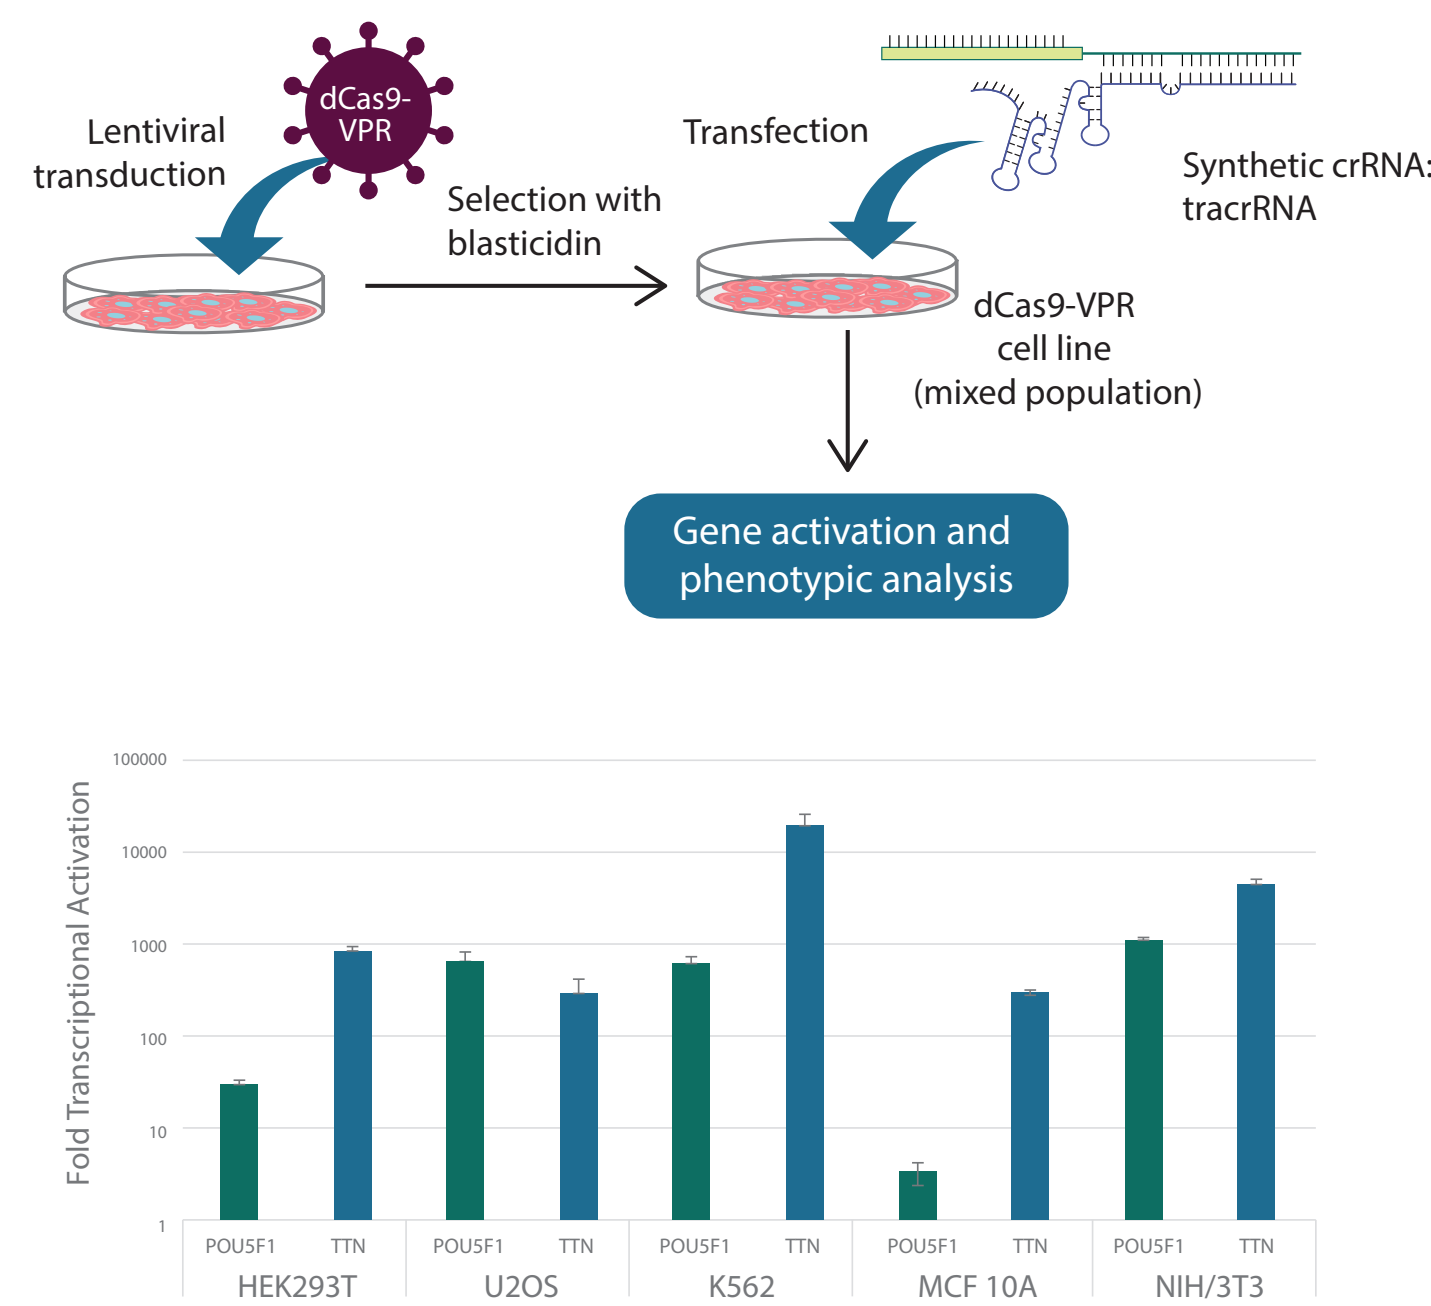 dCas9-
VPR
Lentiviral
transduction
Selection with
blasticidin
Transfection
Synthetic crRNA:
tracrRNA
dCas9-VPR
cell line
(mixed population)
Gene activation and
phenotypic analysis
Fold Transcriptional Activation
100000
10000
1000
100
10
1
POU5F1 TTN POU5F1 TTN POU5F1 TTN POU5F1 TTN POU5F1 TTN
HEK293T U2OS K562 MCF 10A NIH/3T3